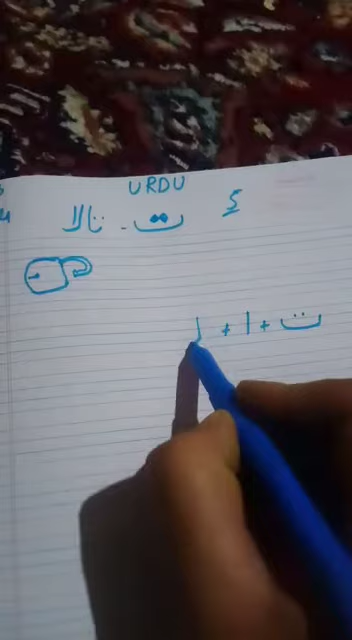 URDU
ت - تالا
ت + ا + ل